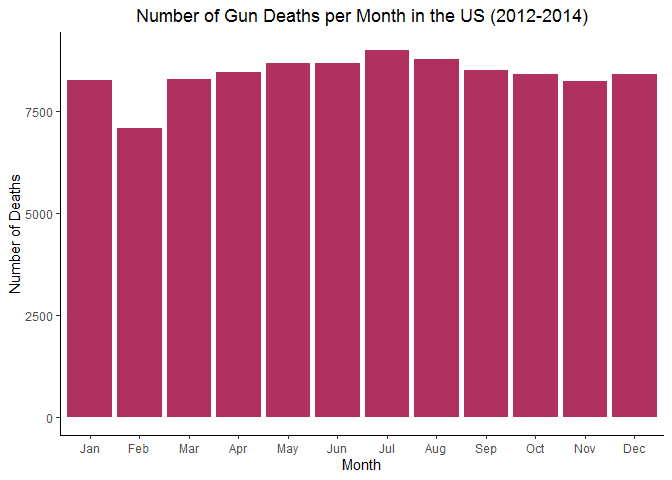 Number of Gun Deaths per Month in the US (2012-2014)
Number of Deaths
7500
5000
2500
0
Jan Feb Mar Apr May Jun Jul Aug Sep Oct Nov Dec
Month